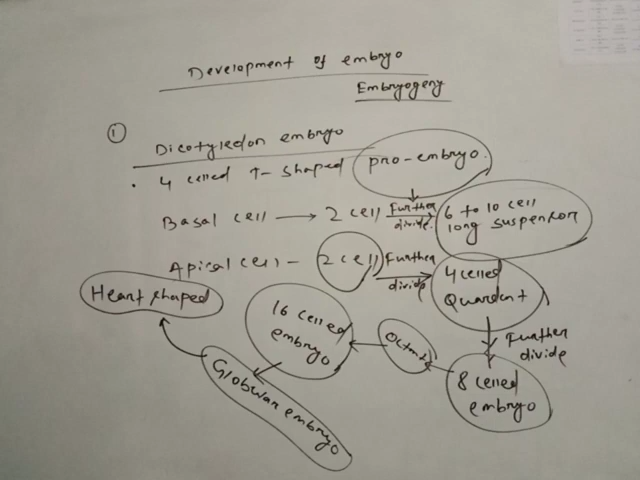 Development of embryo
Embryogeny
① Dicotyledon embryo
. 4 celled T- shaped pro-embryo.
Basal cell → 2 cell Further divide. 6 to 10 cell long suspensor
Apical cell - 2 cell Further divide 4 celled Quardent
Further divide
8 celled embryo
16 celled embryo
Globular embryo
Heart shaped